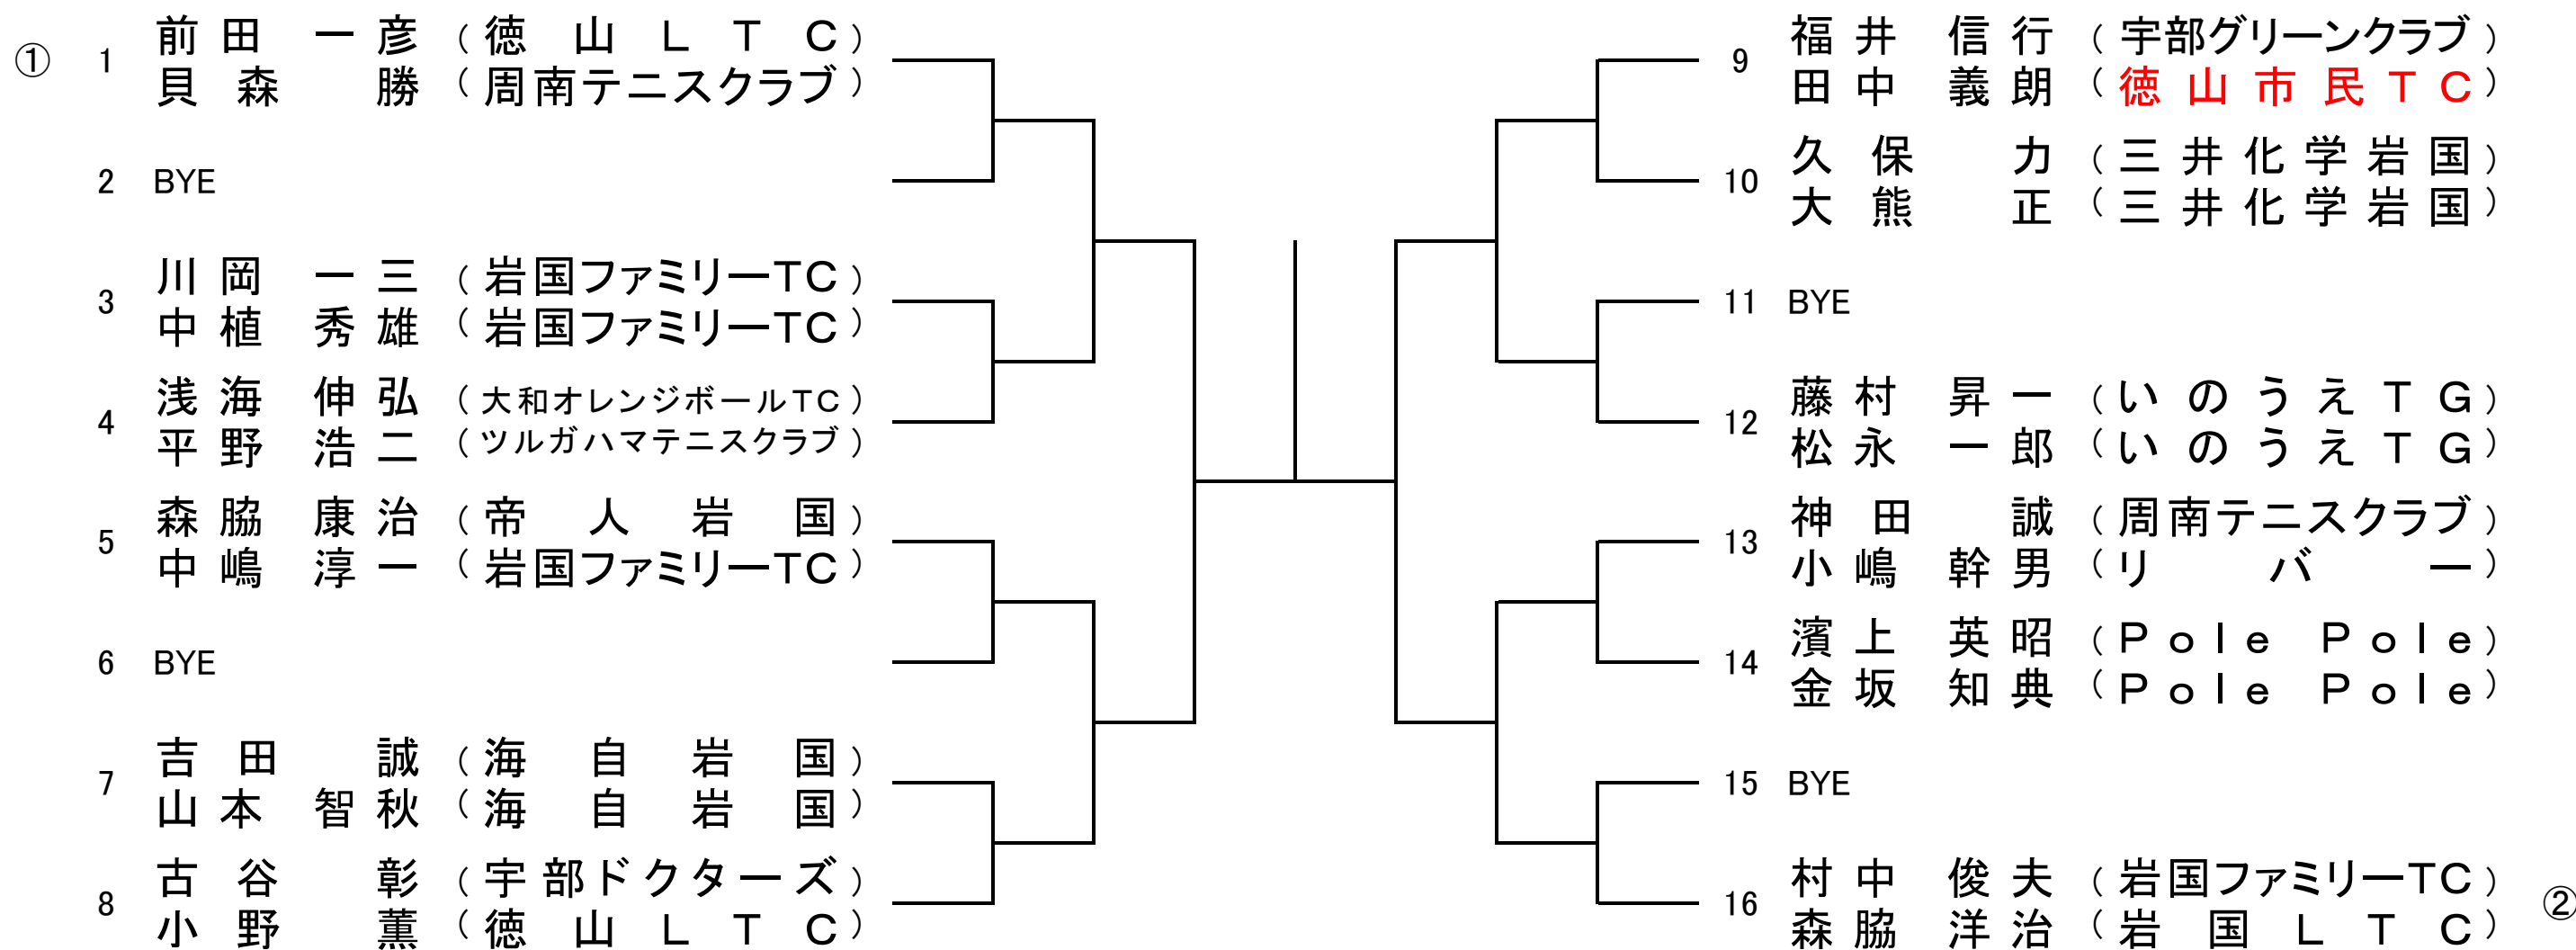 ① 1 前田 一彦 (徳山LTC)
貝森 勝 (周南テニスクラブ)
2 BYE
3 川岡 一三 (岩国ファミリーTC)
中植 秀雄 (岩国ファミリーTC)
4 浅海 伸弘 (大和オレンジボールTC)
平野 浩二 (ツルガハマテニスクラブ)
5 森脇 康治 (帝人岩国)
中嶋 淳一 (岩国ファミリーTC)
6 BYE
7 吉田 誠 (海自岩国)
山本 智秋 (海自岩国)
8 古谷 彰 (宇部ドクターズ)
小野 薫 (徳山LTC)
9 福井 信行 (宇部グリーンクラブ)
田中 義朗 (徳山市民TC)
10 久保 力 (三井化学岩国)
大熊 正 (三井化学岩国)
11 BYE
12 藤村 昇一 (いのうえTG)
松永 一郎 (いのうえTG)
13 神田 誠 (周南テニスクラブ)
小嶋 幹男 (リバー)
14 濱上 英昭 (Pole Pole)
金坂 知典 (Pole Pole)
15 BYE
16 村中 俊夫 (岩国ファミリーTC)
森脇 洋治 (岩国LTC) ②